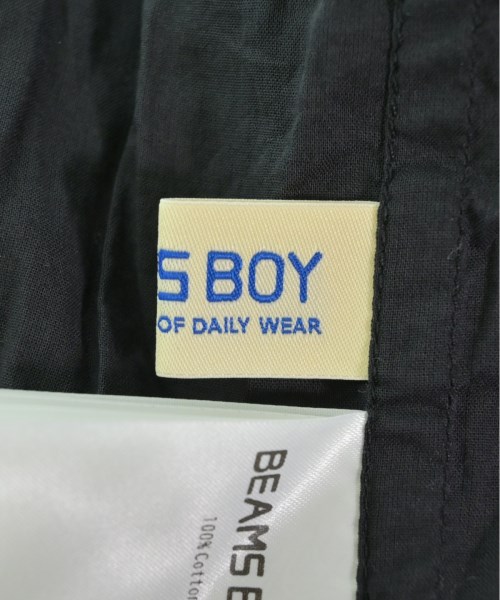 S BOY
OF DAILY WEAR
BEAMS B
100%Cotton